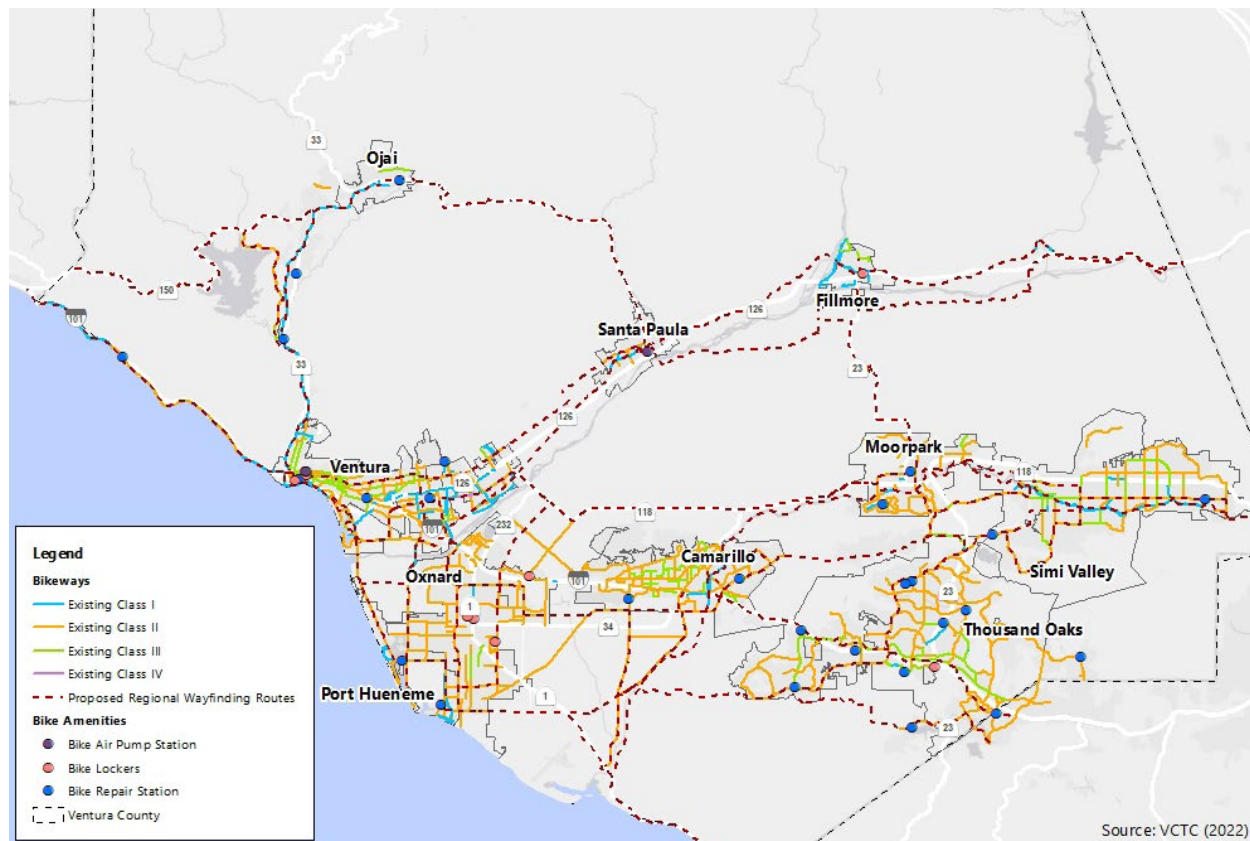 33
Ojai
150
101
Fillmore
126
Santa Paula
33
23
126
Moorpark
Ventura
118
126
101
232
118
Camarillo
Oxnard
101
Simi Valley
23
1
34
Thousand Oaks
Port Hueneme
1
23
Legend
Bikeways
Existing Class I
Existing Class II
Existing Class III
Existing Class IV
Proposed Regional Wayfinding Routes
Bike Amenities
Bike Air Pump Station
Bike Lockers
Bike Repair Station
Ventura County
Source: VCTC (2022)